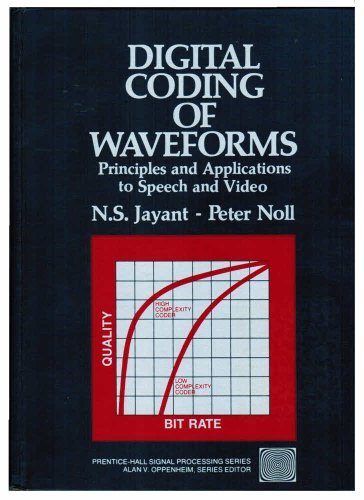 DIGITAL
CODING
OF
WAVEFORMS
Principles and Applications
to Speech and Video
N.S. Jayant - Peter Noll
QUALITY
HIGH
COMPLEXITY
CODER
LOW
COMPLEXITY
CODER
BIT RATE
PRENTICE-HALL SIGNAL PROCESSING SERIES
ALAN V. OPPENHEIM, SERIES EDITOR